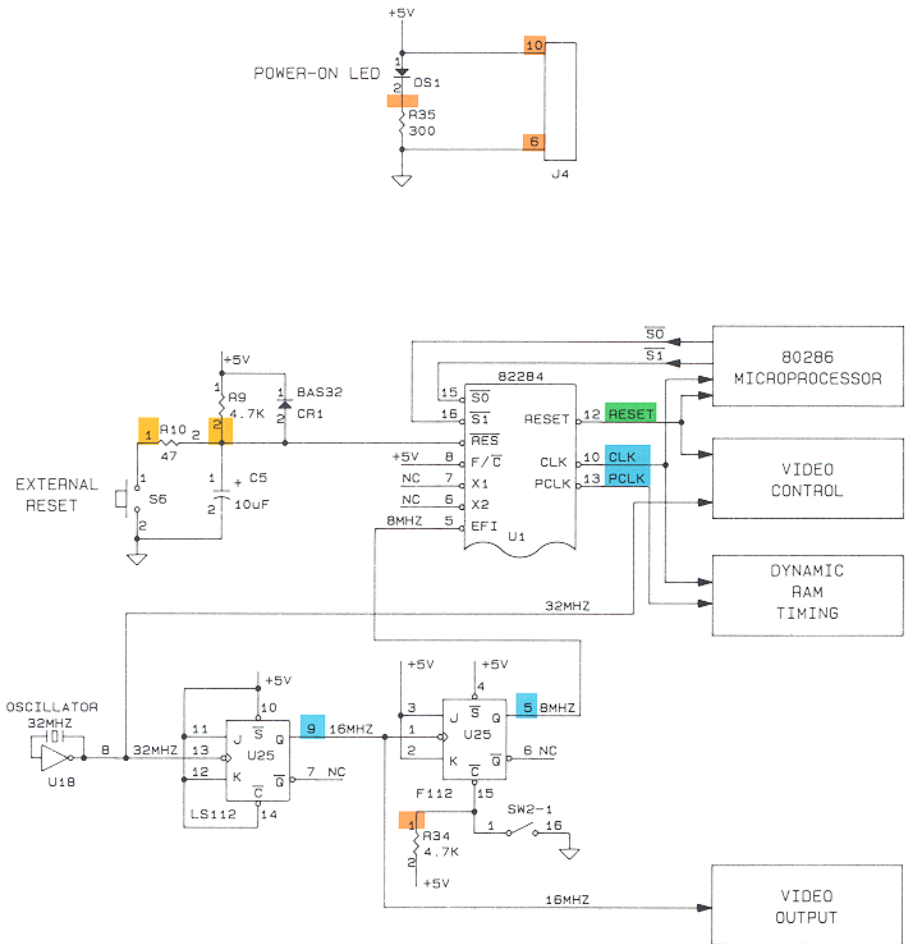 +5V
10
1
POWER-ON LED
DS1
2
R35
300
6
J4
S0
S1
80286
MICROPROCESSOR
+5V
82284
1
R9
4.7K
2
1
BAS32
2
CR1
15
S0
16
S1
RESET
12
RESET
1
R10
2
47
RES
+5V
8
F/C
CLK
10
CLK
NC
7
X1
PCLK
13
PCLK
NC
6
X2
8MHZ
5
EFI
U1
VIDEO
CONTROL
EXTERNAL
RESET
1
S6
2
1
+ C5
2
10uF
DYNAMIC
RAM
TIMING
32MHZ
+5V
+5V
+5V
OSCILLATOR
32MHZ
U18
8
32MHZ
10
11
J
S
Q
9
16MHZ
13
U25
12
K
C
Q
7
NC
LS112
14
4
3
J
S
Q
5
8MHZ
1
U25
2
K
C
Q
6
NC
F112
15
SW2-1
1
16
1
R34
4.7K
2
+5V
16MHZ
VIDEO
OUTPUT